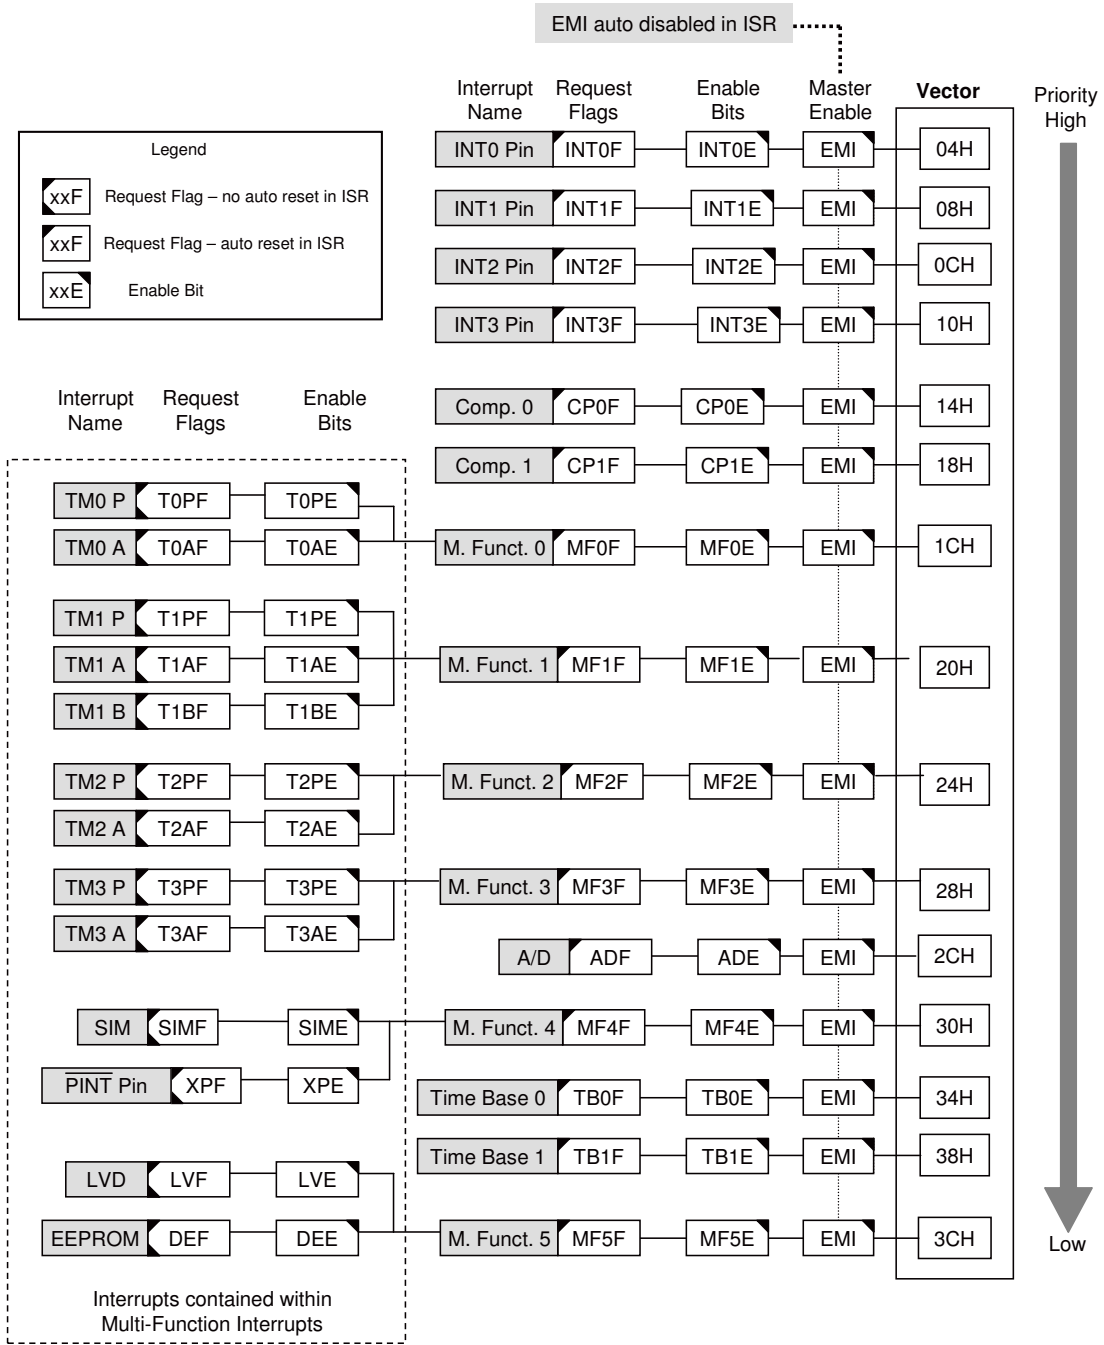 EMI auto disabled in ISR
Interrupt Name
Request Flags
Enable Bits
Master Enable
Vector
Priority High
Legend
xxF Request Flag – no auto reset in ISR
xxF Request Flag – auto reset in ISR
xxE Enable Bit
INT0 Pin INT0F INT0E EMI 04H
INT1 Pin INT1F INT1E EMI 08H
INT2 Pin INT2F INT2E EMI 0CH
INT3 Pin INT3F INT3E EMI 10H
Comp. 0 CP0F CP0E EMI 14H
Comp. 1 CP1F CP1E EMI 18H
Interrupt Name
Request Flags
Enable Bits
TM0 P T0PF T0PE
TM0 A T0AF T0AE M. Funct. 0 MF0F MF0E EMI 1CH
TM1 P T1PF T1PE
TM1 A T1AF T1AE M. Funct. 1 MF1F MF1E EMI 20H
TM1 B T1BF T1BE
TM2 P T2PF T2PE M. Funct. 2 MF2F MF2E EMI 24H
TM2 A T2AF T2AE
TM3 P T3PF T3PE M. Funct. 3 MF3F MF3E EMI 28H
TM3 A T3AF T3AE
A/D ADF ADE EMI 2CH
SIM SIMF SIME M. Funct. 4 MF4F MF4E EMI 30H
PINT Pin XPF XPE
Time Base 0 TB0F TB0E EMI 34H
Time Base 1 TB1F TB1E EMI 38H
LVD LVF LVE
EEPROM DEF DEE M. Funct. 5 MF5F MF5E EMI 3CH
Low
Interrupts contained within
Multi-Function Interrupts